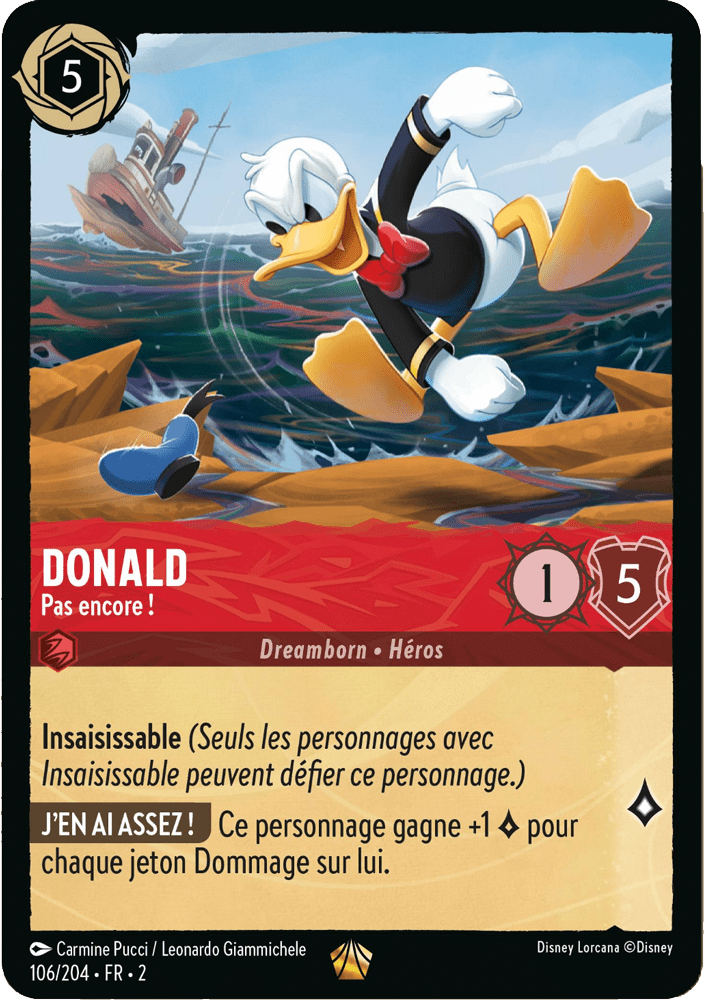 5
DONALD
Pas encore !
1
5
Dreamborn • Héros
Insaisissable (Seuls les personnages avec
Insaisissable peuvent défier ce personnage.)
J'EN AI ASSEZ ! Ce personnage gagne +1 pour
chaque jeton Dommage sur lui.
Carmine Pucci / Leonardo Giammichele
Disney Lorcana ©Disney
106/204 • FR • 2